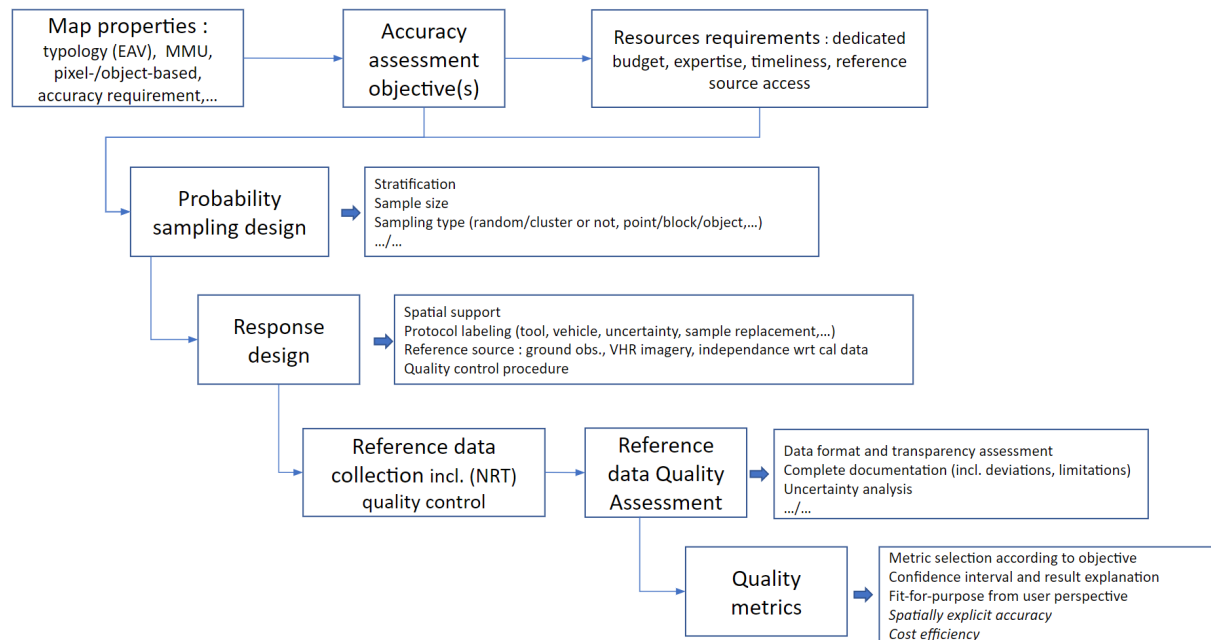 Map properties :
typology (EAV), MMU,
pixel-/object-based,
accuracy requirement,...
Accuracy
assessment
objective(s)
Resources requirements : dedicated
budget, expertise, timeliness, reference
source access
Probability
sampling design
Stratification
Sample size
Sampling type (random/cluster or not, point/block/object,...)
.../...
Response
design
Spatial support
Protocol labeling (tool, vehicle, uncertainty, sample replacement,...)
Reference source : ground obs., VHR imagery, independance wrt cal data
Quality control procedure
Reference data
collection incl. (NRT)
quality control
Reference
data Quality
Assessment
Data format and transparency assessment
Complete documentation (incl. deviations, limitations)
Uncertainty analysis
.../...
Quality
metrics
Metric selection according to objective
Confidence interval and result explanation
Fit-for-purpose from user perspective
Spatially explicit accuracy
Cost efficiency